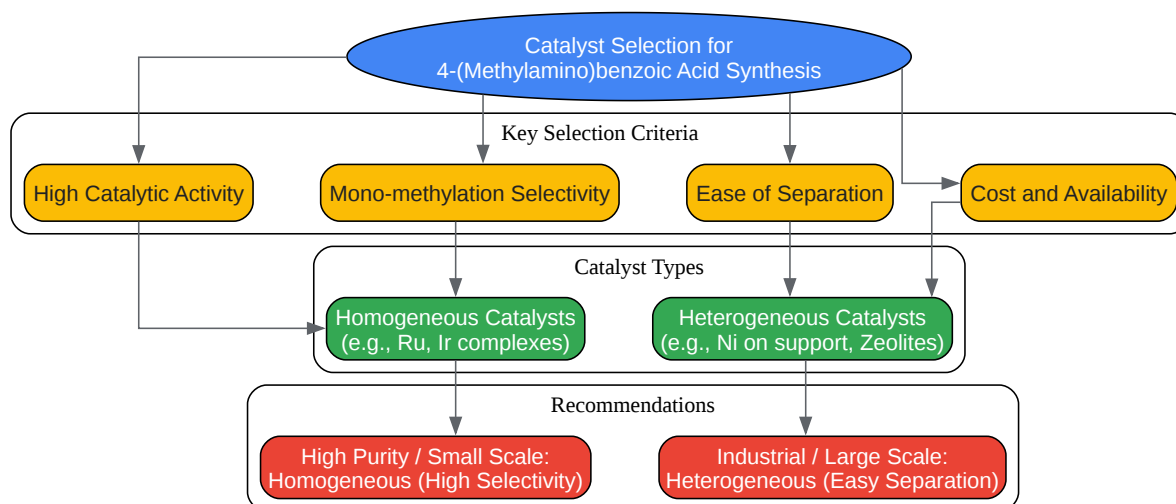 Catalyst Selection for
4-(Methylamino)benzoic Acid Synthesis
Key Selection Criteria
High Catalytic Activity
Mono-methylation Selectivity
Ease of Separation
Cost and Availability
Catalyst Types
Homogeneous Catalysts
(e.g., Ru, Ir complexes)
Heterogeneous Catalysts
(e.g., Ni on support, Zeolites)
Recommendations
High Purity / Small Scale:
Homogeneous (High Selectivity)
Industrial / Large Scale:
Heterogeneous (Easy Separation)